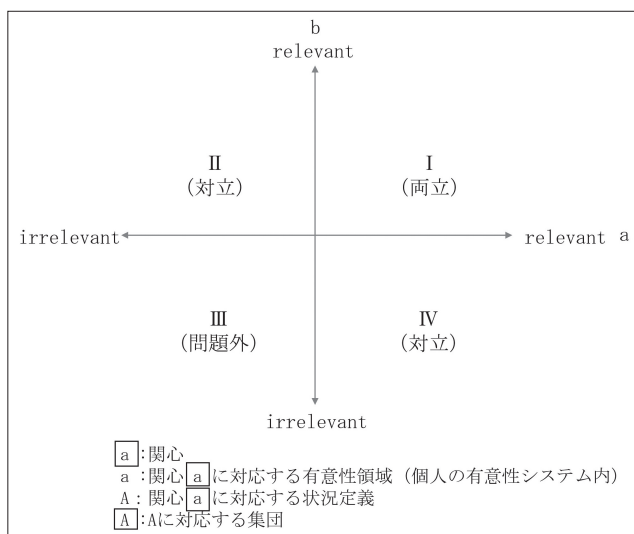 b
relevant
Ⅱ Ⅰ
(対立) (両立)
irrelevant relevant a
Ⅲ Ⅳ
(問題外) (対立)
irrelevant
a:関心
a:関心aに対応する有意性領域(個人の有意性システム内)
A:関心aに対応する状況定義
A:Aに対応する集団